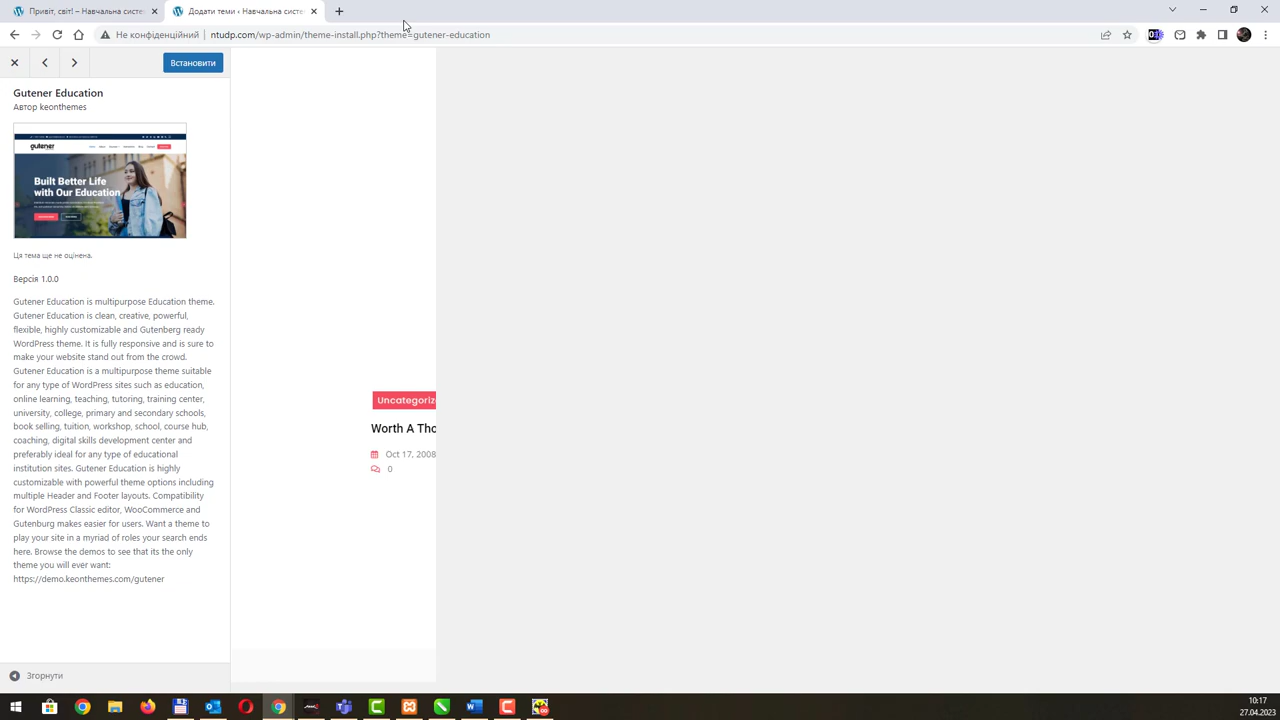 Привіт, світ! – Навчальна систе
Додати теми ‹ Навчальна систе
Не конфіденційний
ntudp.com/wp-admin/theme-install.php?theme=gutener-education
Встановити
Gutener Education
Автор keonthemes
gutener
Built Better Life
with Our Education
Ця тема ще не оцінена.
Версія 1.0.0
Gutener Education is multipurpose Education theme.
Gutener Education is clean, creative, powerful,
flexible, highly customizable and Gutenberg ready
WordPress theme. It is fully responsive and is sure to
make your website stand out from the crowd.
Gutener Education is a multipurpose theme suitable
for any type of WordPress sites such as education,
online learning, teaching, tutoring, training center,
university, college, primary and secondary schools,
book selling, tuition, workshop, school, course hub,
coaching, digital skills development center and
preferably ideal for any type of educational
institution sites. Gutener Education is highly
customizable with powerful theme options including
multiple Header and Footer layouts. Compatibility
for WordPress Classic editor, WooCommerce and
Gutenburg makes easier for users. Want a theme to
play your site in a myriad of roles your search ends
here. Browse the demos to see that its the only
theme you will ever want:
https://demo.keonthemes.com/gutener
Uncategoriz
Worth A Tho
Oct 17, 2008
0
Згорнути
10:17
27.04.2023